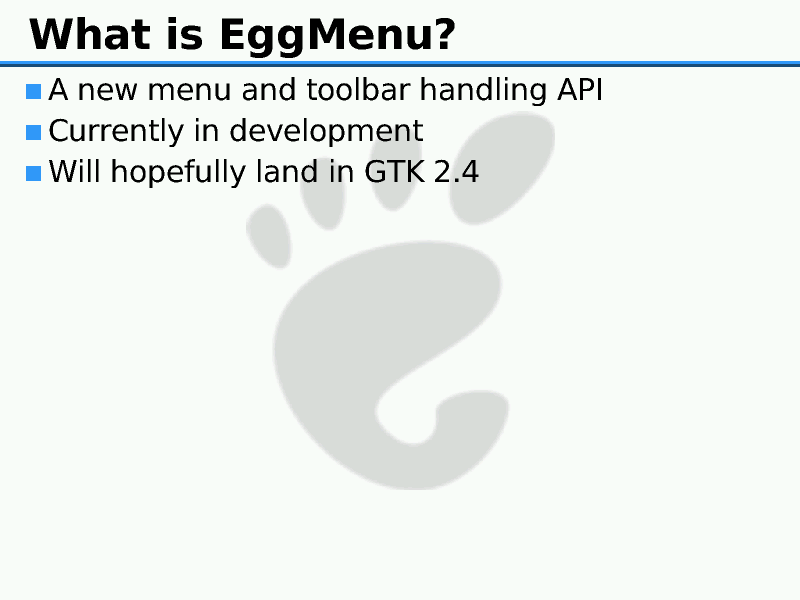 What is EggMenu?
A new menu and toolbar handling API
Currently in development
Will hopefully land in GTK 2.4